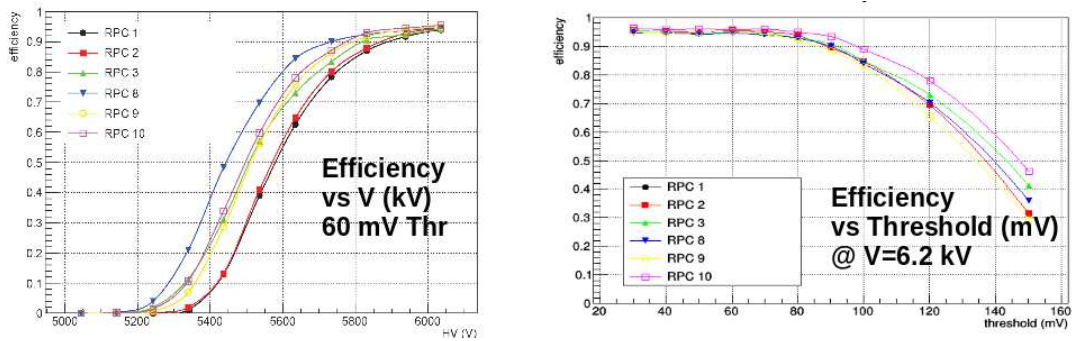 efficiency
1
0.9
0.8
0.7
0.6
0.5
0.4
0.3
0.2
0.1
0
RPC 1
RPC 2
RPC 3
RPC 8
RPC 9
RPC 10
Efficiency
vs V (kV)
60 mV Thr
5000 5200 5400 5600 5800 6000
HV (V)
efficiency
1
0.9
0.8
0.7
0.6
0.5
0.4
0.3
0.2
0.1
0
RPC 1
RPC 2
RPC 3
RPC 8
RPC 9
RPC 10
Efficiency
vs Threshold (mV)
@ V=6.2 kV
20 40 60 80 100 120 140 160
threshold (mV)